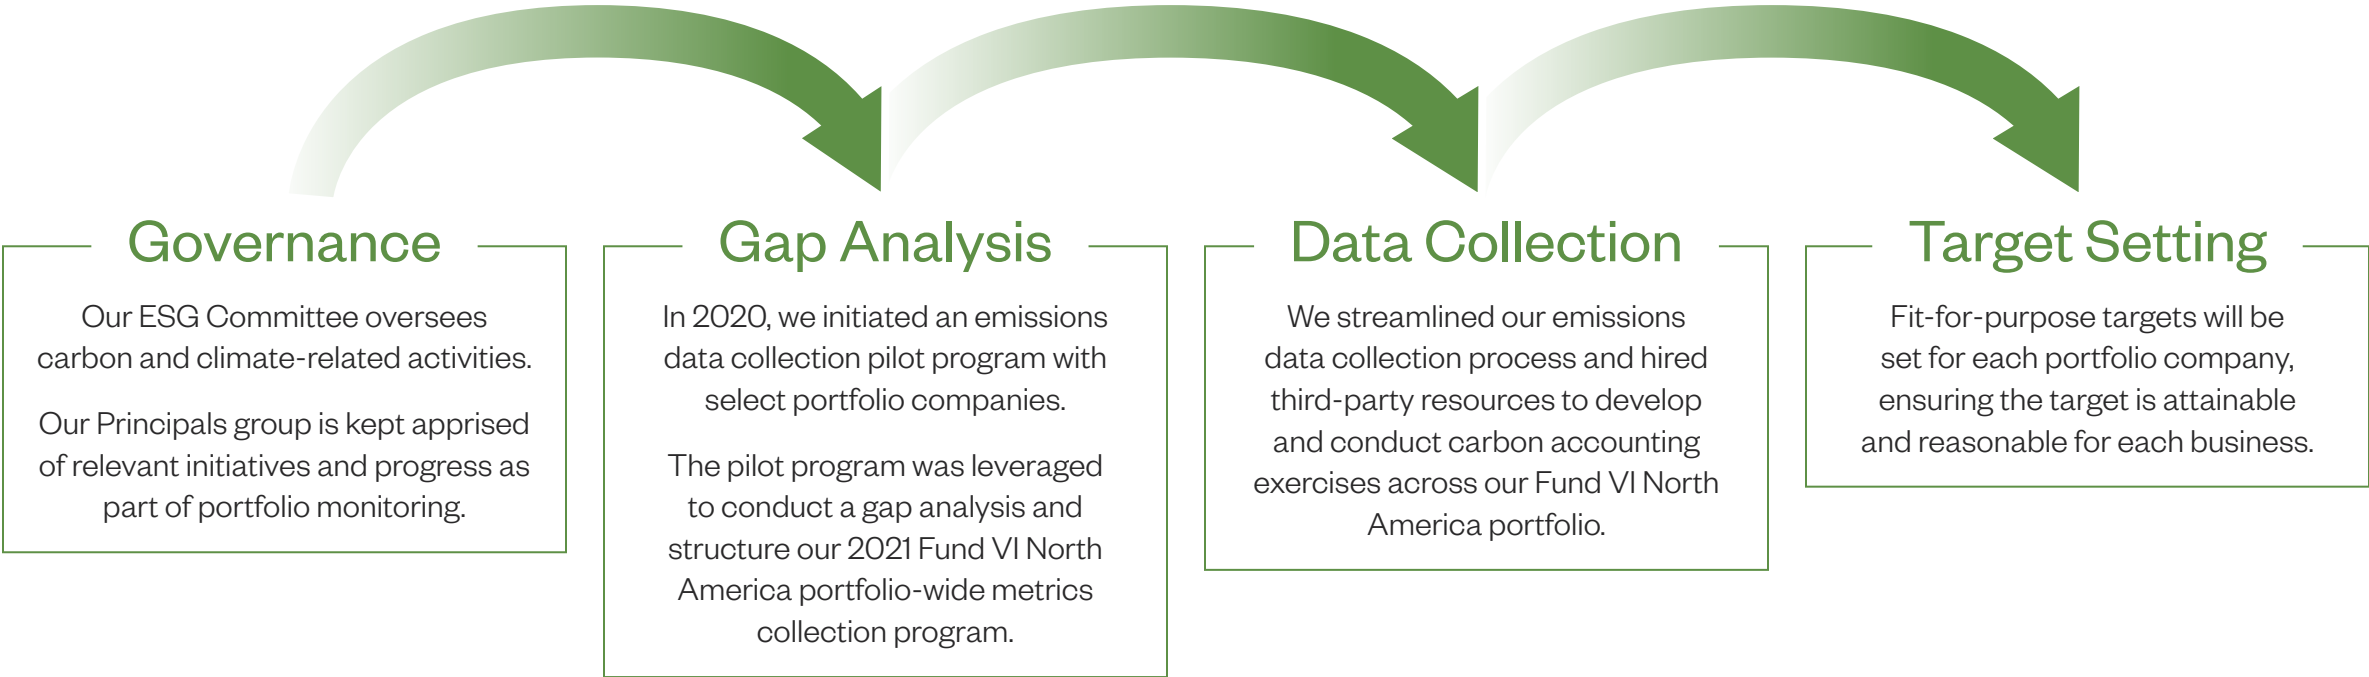 Governance
Our ESG Committee oversees
carbon and climate-related activities.
Our Principals group is kept apprised
of relevant initiatives and progress as
part of portfolio monitoring.
Gap Analysis
In 2020, we initiated an emissions
data collection pilot program with
select portfolio companies.
The pilot program was leveraged
to conduct a gap analysis and
structure our 2021 Fund VI North
America portfolio-wide metrics
collection program.
Data Collection
We streamlined our emissions
data collection process and hired
third-party resources to develop
and conduct carbon accounting
exercises across our Fund VI North
America portfolio.
Target Setting
Fit-for-purpose targets will be
set for each portfolio company,
ensuring the target is attainable
and reasonable for each business.